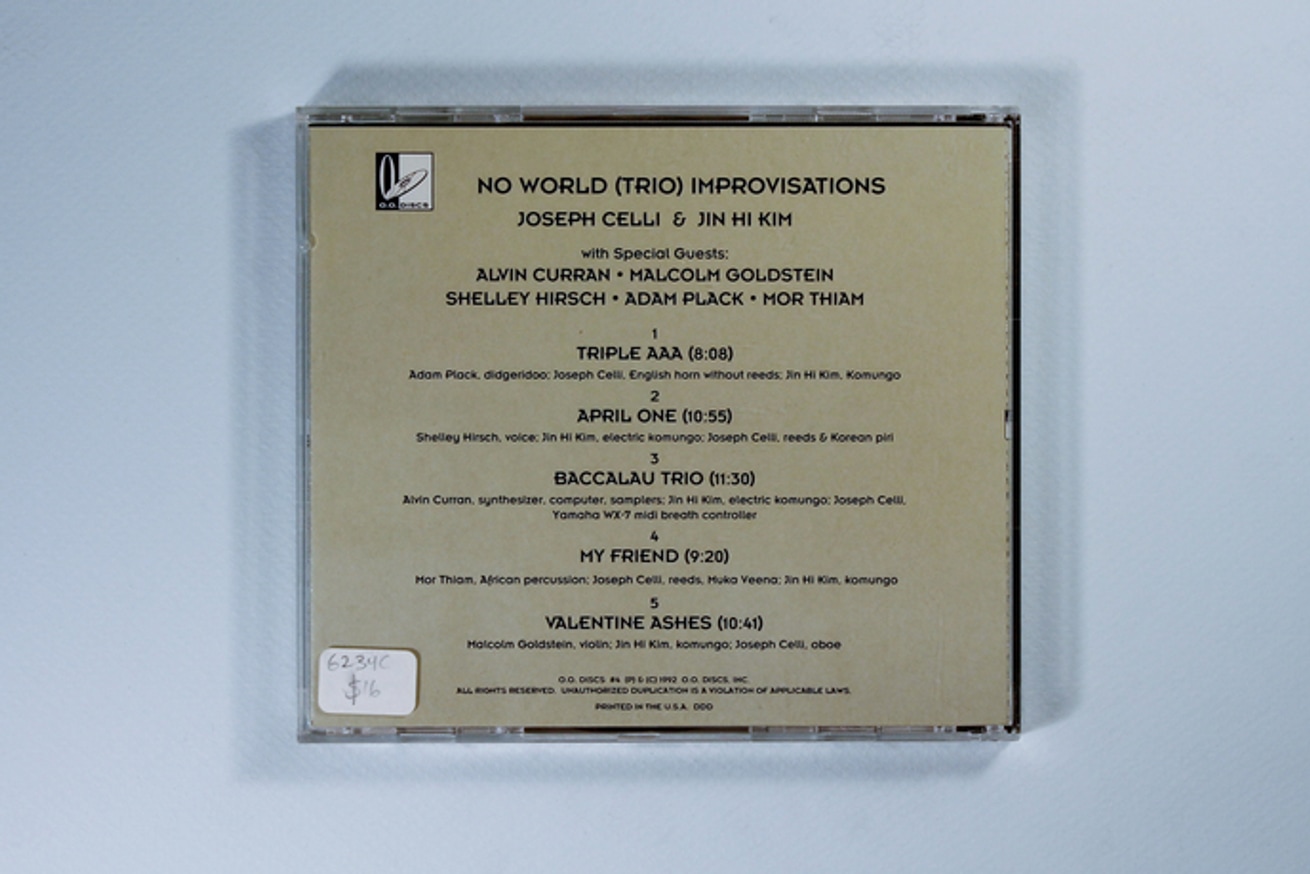 O.O. DISCS
NO WORLD (TRIO) IMPROVISATIONS
JOSEPH CELLI & JIN HI KIM
with Special Guests:
ALVIN CURRAN • MALCOLM GOLDSTEIN
SHELLEY HIRSCH • ADAM PLACK • MOR THIAM
1
TRIPLE AAA (8:08)
Adam Plack, didgeridoo; Joseph Celli, English horn without reeds; Jin Hi Kim, Komungo
2
APRIL ONE (10:55)
Shelley Hirsch, voice; Jin Hi Kim, electric komungo; Joseph Celli, reeds & Korean piri
3
BACCALAU TRIO (11:30)
Alvin Curran, synthesizer, computer, samplers; Jin Hi Kim, electric komungo; Joseph Celli,
Yamaha WX-7 midi breath controller
4
MY FRIEND (9:20)
Mor Thiam, African percussion; Joseph Celli, reeds, Muka Veena; Jin Hi Kim, komungo
5
VALENTINE ASHES (10:41)
Malcolm Goldstein, violin; Jin Hi Kim, komungo; Joseph Celli, oboe
6234C
$16
O.O. DISCS #4 (P) & (C) 1992 O.O. DISCS, INC.
ALL RIGHTS RESERVED. UNAUTHORIZED DUPLICATION IS A VIOLATION OF APPLICABLE LAWS.
PRINTED IN THE U.S.A. DDD